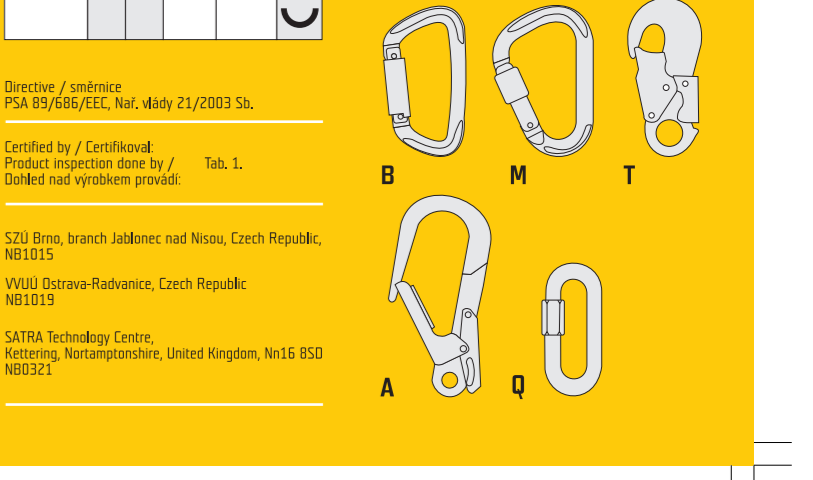 Directive / směrnice
PSA 89/686/EEC, Nař. vlády 21/2003 Sb.
Certified by / Certifikoval:
Product inspection done by / Tab. 1.
Dohled nad výrobkem provádí:
SZÚ Brno, branch Jablonec nad Nisou, Czech Republic,
NB1015
VVUÚ Ostrava-Radvanice, Czech Republic
NB1019
SATRA Technology Centre,
Kettering, Nortamptonshire, United Kingdom, Nn16 8SD
NB0321
B M T
A Q